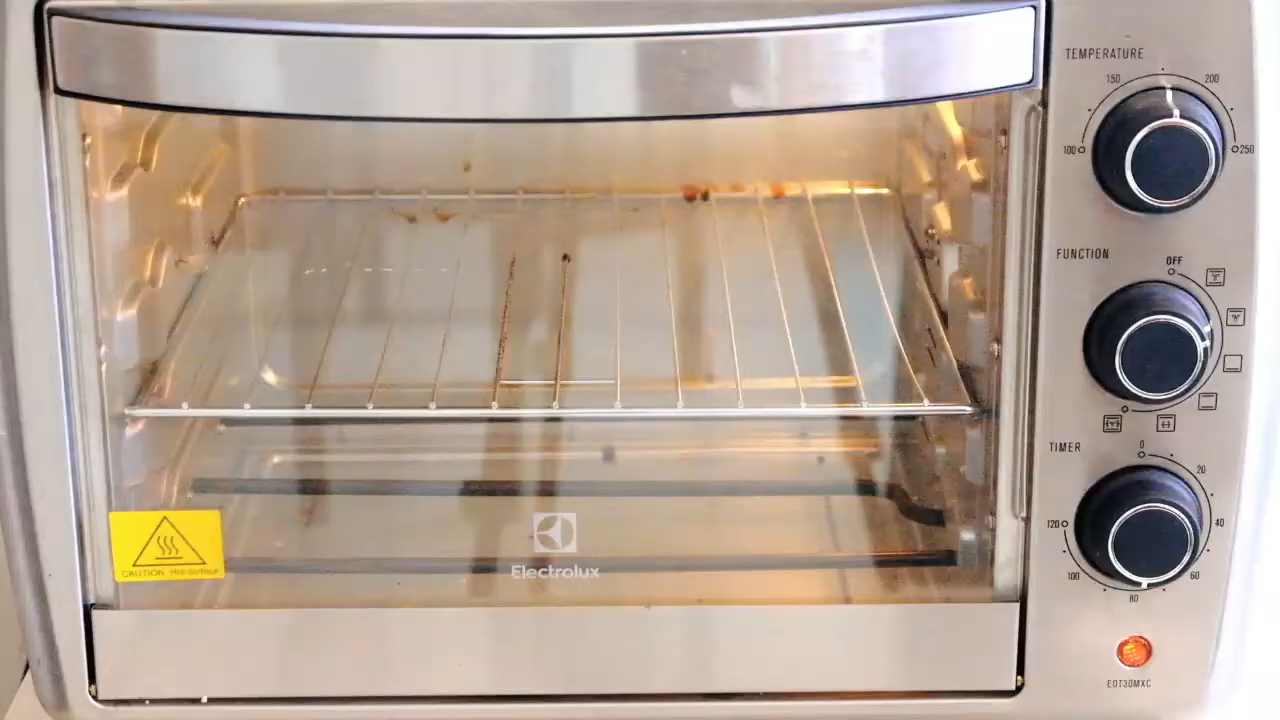 TEMPERATURE
150
200
100
250
FUNCTION
OFF
TIMER
0
20
120
40
100
60
80
EOT30MXC
CAUTION Hot surface
Electrolux